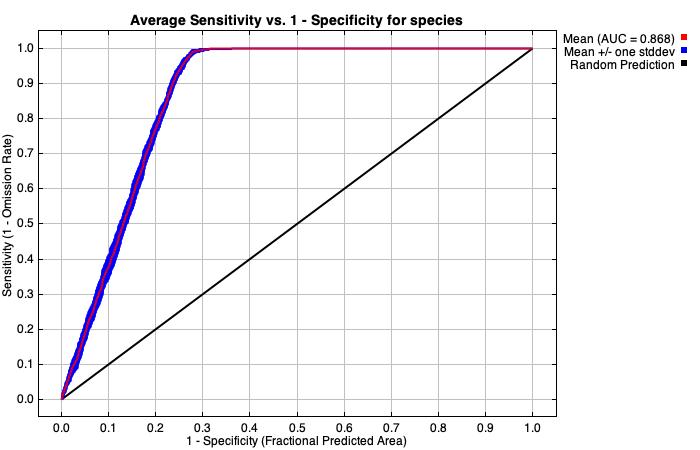 Average Sensitivity vs. 1 - Specificity for species
Mean (AUC = 0.868)
Mean +/- one stddev
Random Prediction
Sensitivity (1 - Omission Rate)
1.0
0.9
0.8
0.7
0.6
0.5
0.4
0.3
0.2
0.1
0.0
0.0 0.1 0.2 0.3 0.4 0.5 0.6 0.7 0.8 0.9 1.0
1 - Specificity (Fractional Predicted Area)